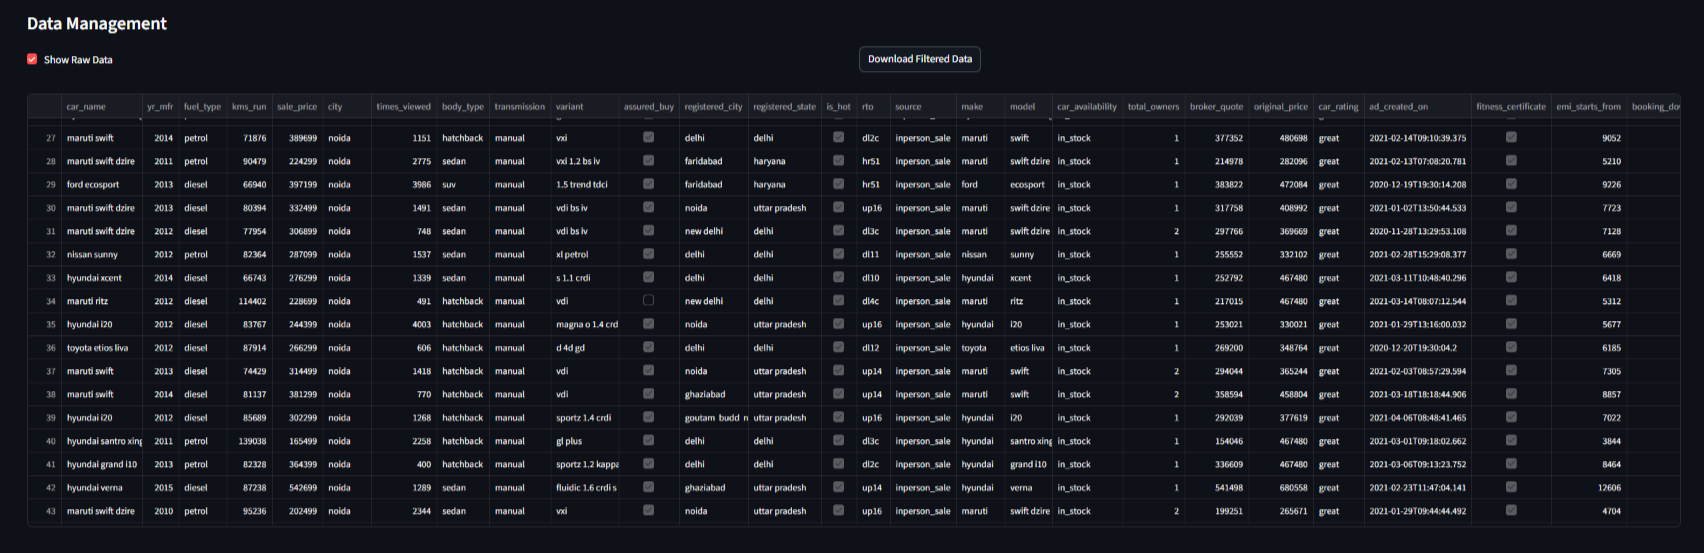 Data Management
Show Raw Data
Download Filtered Data
car_name yr_mfr fuel_type kms_run sale_price city times_viewed body_type transmission variant assured_buy registered_city registered_state is_hot rto source make model car_availability total_owners broker_quote original_price car_rating ad_created_on fitness_certificate emi_starts_from booking_do
27 maruti swift 2014 petrol 71876 389699 noida 1151 hatchback manual vxi delhi delhi dl2c inperson_sale maruti swift in_stock 1 377352 480698 great 2021-02-14T09:10:39.375 9052
28 maruti swift dzire 2011 petrol 90479 224299 noida 2775 sedan manual vxi 1.2 bs iv faridabad haryana hr51 inperson_sale maruti swift dzire in_stock 1 214978 282096 great 2021-02-13T07:08:20.781 5210
29 ford ecosport 2013 diesel 66940 397199 noida 3986 suv manual 1.5 trend tdci faridabad haryana hr51 inperson_sale ford ecosport in_stock 1 383822 472084 great 2020-12-19T19:30:14.208 9226
30 maruti swift dzire 2013 diesel 80394 332499 noida 1491 sedan manual vdi bs iv noida uttar pradesh up16 inperson_sale maruti swift dzire in_stock 1 317758 408992 great 2021-01-02T13:50:44.533 7723
31 maruti swift dzire 2012 diesel 77954 306899 noida 748 sedan manual vdi bs iv new delhi delhi dl3c inperson_sale maruti swift dzire in_stock 2 297766 369669 great 2020-11-28T13:29:53.108 7128
32 nissan sunny 2012 petrol 82364 287099 noida 1537 sedan manual xl petrol delhi delhi dl11 inperson_sale nissan sunny in_stock 1 255552 332102 great 2021-02-28T15:29:08.377 6669
33 hyundai xcent 2014 diesel 66743 276299 noida 1339 sedan manual s 1.1 crdi delhi delhi dl10 inperson_sale hyundai xcent in_stock 1 252792 467480 great 2021-03-11T10:48:40.296 6418
34 maruti ritz 2012 diesel 114402 228699 noida 491 hatchback manual vdi new delhi delhi dl4c inperson_sale maruti ritz in_stock 1 217015 467480 great 2021-03-14T08:07:12.544 5312
35 hyundai i20 2012 diesel 83767 244399 noida 4003 hatchback manual magna o 1.4 crd noida uttar pradesh up16 inperson_sale hyundai i20 in_stock 1 253021 330021 great 2021-01-29T13:16:00.032 5677
36 toyota etios liva 2012 diesel 87914 266299 noida 606 hatchback manual d 4d gd delhi delhi dl12 inperson_sale toyota etios liva in_stock 1 269200 348764 great 2020-12-20T19:30:04.2 6185
37 maruti swift 2013 diesel 74429 314499 noida 1418 hatchback manual vdi noida uttar pradesh up14 inperson_sale maruti swift in_stock 2 294044 365244 great 2021-02-03T08:57:29.594 7305
38 maruti swift 2014 diesel 81137 381299 noida 770 hatchback manual vdi ghaziabad uttar pradesh up14 inperson_sale maruti swift in_stock 2 358594 458804 great 2021-03-18T18:18:44.906 8857
39 hyundai i20 2012 diesel 85689 302299 noida 1268 hatchback manual sportz 1.4 crdi goutam budd n uttar pradesh up16 inperson_sale hyundai i20 in_stock 1 292039 377619 great 2021-04-06T08:48:41.465 7022
40 hyundai santro xing 2011 petrol 139038 165499 noida 2258 hatchback manual gl plus delhi delhi dl3c inperson_sale hyundai santro xing in_stock 1 154046 467480 great 2021-03-01T09:18:02.662 3844
41 hyundai grand i10 2013 petrol 82328 364399 noida 400 hatchback manual sportz 1.2 kappa delhi delhi dl2c inperson_sale hyundai grand i10 in_stock 1 336609 467480 great 2021-03-06T09:13:23.752 8464
42 hyundai verna 2015 diesel 87238 542699 noida 1289 sedan manual fluidic 1.6 crdi s ghaziabad uttar pradesh up14 inperson_sale hyundai verna in_stock 1 541498 680558 great 2021-02-23T11:47:04.141 12606
43 maruti swift dzire 2010 petrol 95236 202499 noida 2344 sedan manual vxi noida uttar pradesh up16 inperson_sale maruti swift dzire in_stock 2 199251 265671 great 2021-01-29T09:44:44.492 4704